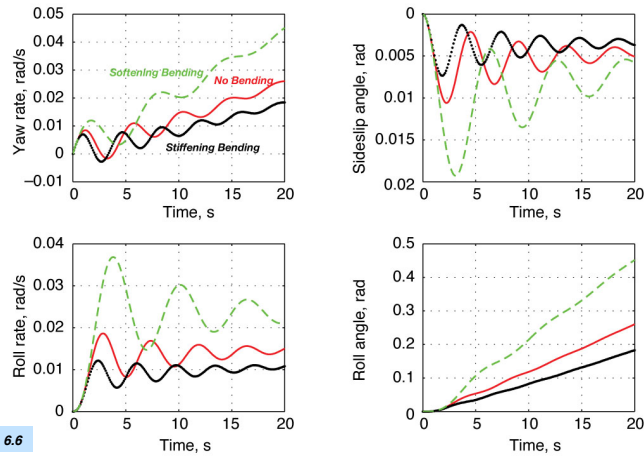 0.05
0.04
0.03
0.02
0.01
0
–0.01
Yaw rate, rad/s
Softening Bending
No Bending
Stiffening Bending
0 5 10 15 20
Time, s
0
0.005
0.01
0.015
0.02
Sideslip angle, rad
0 5 10 15 20
Time, s
0.04
0.03
0.02
0.01
0
Roll rate, rad/s
0 5 10 15 20
Time, s
0.5
0.4
0.3
0.2
0.1
0
Roll angle, rad
0 5 10 15 20
Time, s
6.6